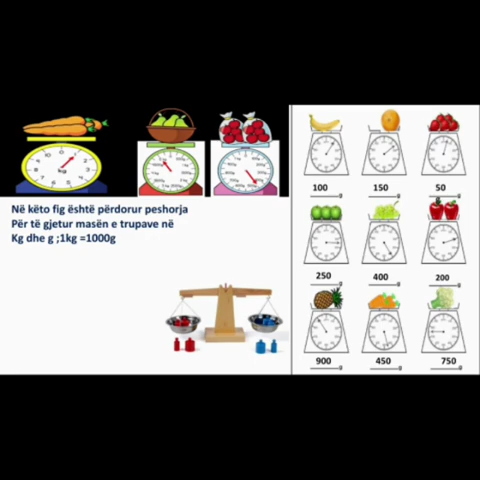 Në këto fig është përdorur peshorja
Për të gjetur masën e trupave në
Kg dhe g ;1kg =1000g
100 g 150 g 50 g
250 g 400 g 200 g
900 g 450 g 750 g